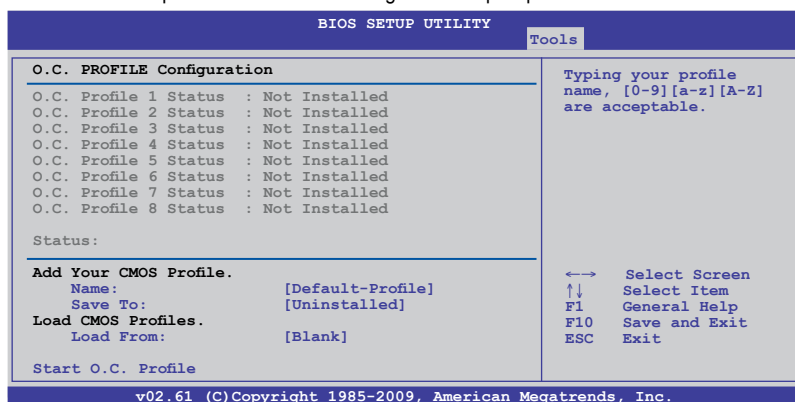 BIOS SETUP UTILITY
Tools
O.C. PROFILE Configuration
O.C. Profile 1 Status : Not Installed
O.C. Profile 2 Status : Not Installed
O.C. Profile 3 Status : Not Installed
O.C. Profile 4 Status : Not Installed
O.C. Profile 5 Status : Not Installed
O.C. Profile 6 Status : Not Installed
O.C. Profile 7 Status : Not Installed
O.C. Profile 8 Status : Not Installed
Status:
Add Your CMOS Profile.
Name: [Default-Profile]
Save To: [Uninstalled]
Load CMOS Profiles.
Load From: [Blank]
Start O.C. Profile
Typing your profile
name, [0-9][a-z][A-Z]
are acceptable.
←→ Select Screen
↑↓ Select Item
F1 General Help
F10 Save and Exit
ESC Exit
v02.61 (C)Copyright 1985-2009, American Megatrends, Inc.